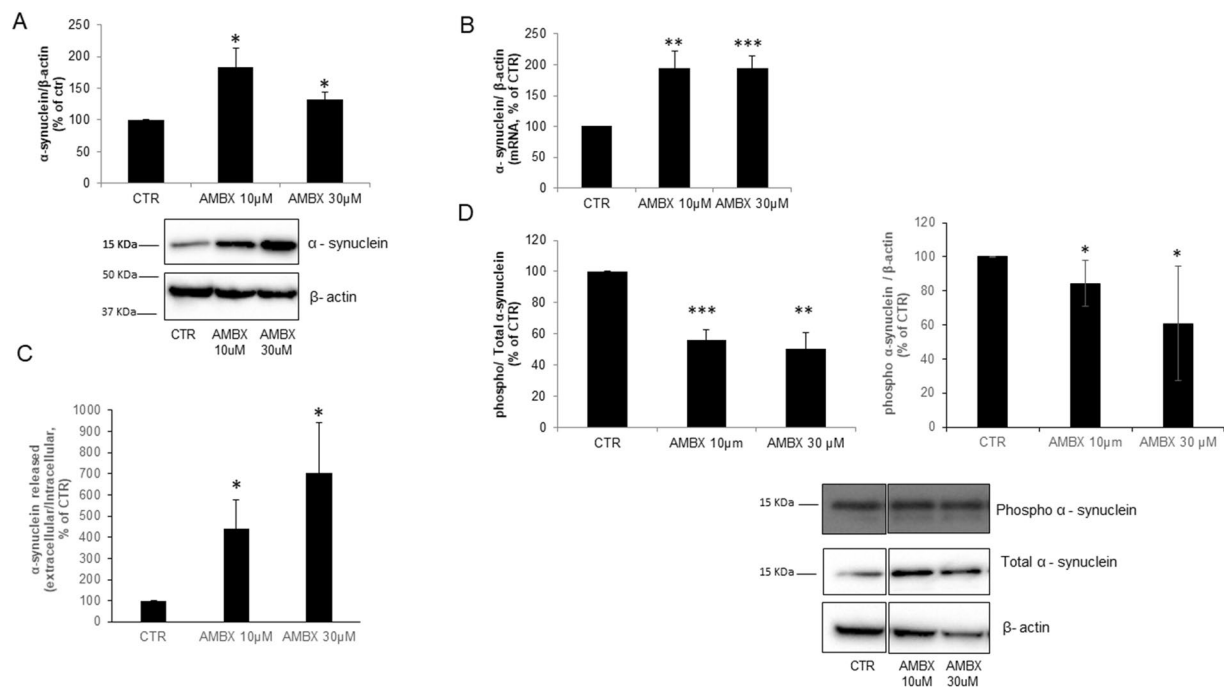 A
α-synuclein/β-actin
(% of ctr)
250
200
150
100
50
0
*
*
CTR
AMBX 10µM
AMBX 30µM
15 KDa
α - synuclein
50 KDa
β- actin
37 KDa
CTR
AMBX
10uM
AMBX
30uM
B
α- synuclein/ β-actin
(mRNA, % of CTR)
250
200
150
100
50
0
**
***
CTR
AMBX 10µM
AMBX 30µM
C
α-synuclein released
(extracellular/Intracellular,
% of CTR)
1000
900
800
700
600
500
400
300
200
100
0
*
*
CTR
AMBX 10µM
AMBX 30µM
D
phospho/ Total α-synuclein
(% of CTR)
120
100
80
60
40
20
0
***
**
CTR
AMBX 10µm
AMBX 30 µM
phospho α-synuclein / β-actin
(% of CTR)
120
100
80
60
40
20
0
*
*
CTR
AMBX 10µm
AMBX 30 µM
15 KDa
Phospho α - synuclein
15 KDa
Total α - synuclein
β- actin
CTR
AMBX
10uM
AMBX
30uM